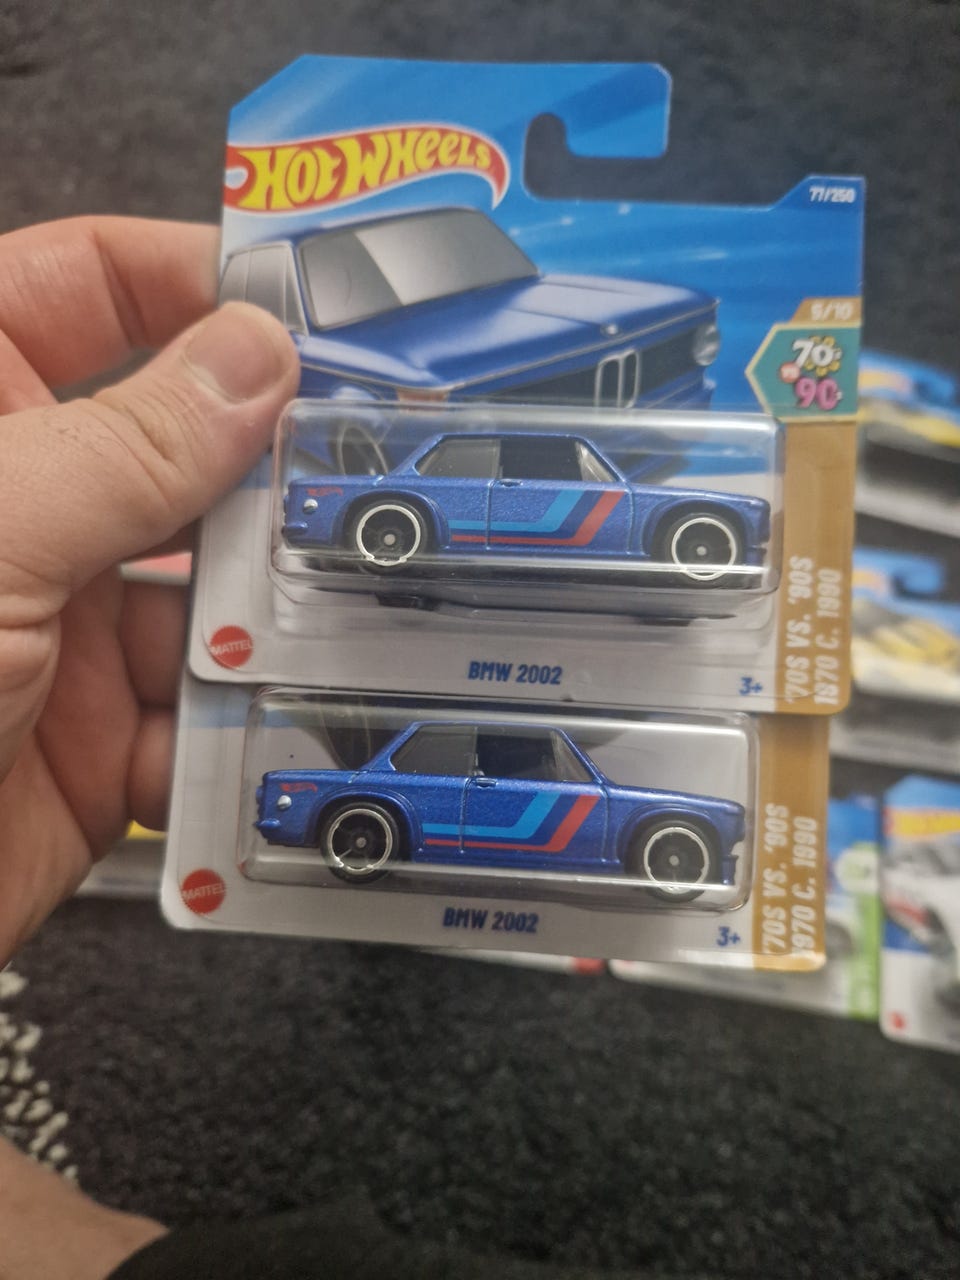 HOT WHEELS
77/250
5/10
70s
vs
90s
MATTEL
BMW 2002
3+
'70S VS. '90S
1970 C. 1990
MATTEL
BMW 2002
3+
'70S VS. '90S
1970 C. 1990